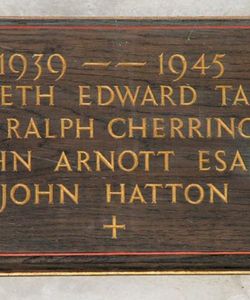 1939 — — 1945
ETH EDWARD TA
RALPH CHERRING
HN ARNOTT ESA
JOHN HATTON